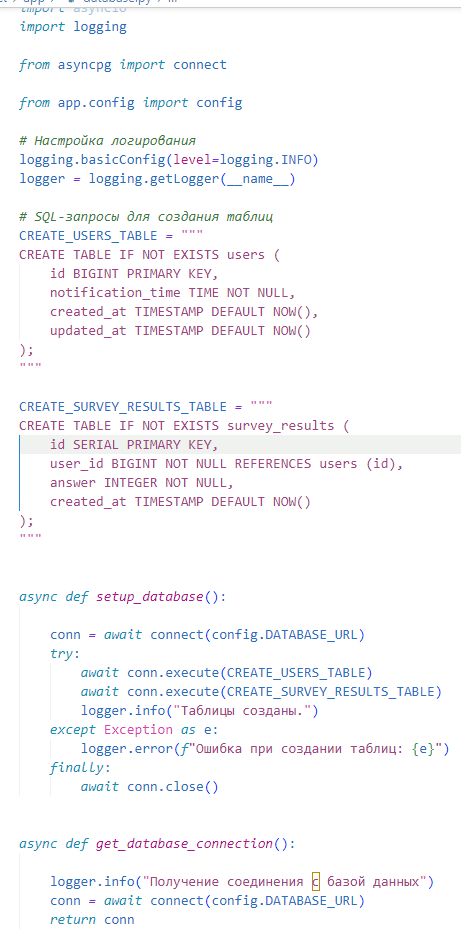 import asyncio
import logging
from asyncpg import connect
from app.config import config
# Настройка логирования
logging.basicConfig(level=logging.INFO)
logger = logging.getLogger(__name__)
# SQL-запросы для создания таблиц
CREATE_USERS_TABLE = """
CREATE TABLE IF NOT EXISTS users (
    id BIGINT PRIMARY KEY,
    notification_time TIME NOT NULL,
    created_at TIMESTAMP DEFAULT NOW(),
    updated_at TIMESTAMP DEFAULT NOW()
);
"""
CREATE_SURVEY_RESULTS_TABLE = """
CREATE TABLE IF NOT EXISTS survey_results (
    id SERIAL PRIMARY KEY,
    user_id BIGINT NOT NULL REFERENCES users (id),
    answer INTEGER NOT NULL,
    created_at TIMESTAMP DEFAULT NOW()
);
"""
async def setup_database():
    conn = await connect(config.DATABASE_URL)
    try:
        await conn.execute(CREATE_USERS_TABLE)
        await conn.execute(CREATE_SURVEY_RESULTS_TABLE)
        logger.info("Таблицы созданы.")
    except Exception as e:
        logger.error(f"Ошибка при создании таблиц: {e}")
    finally:
        await conn.close()
async def get_database_connection():
    logger.info("Получение соединения с базой данных")
    conn = await connect(config.DATABASE_URL)
    return conn